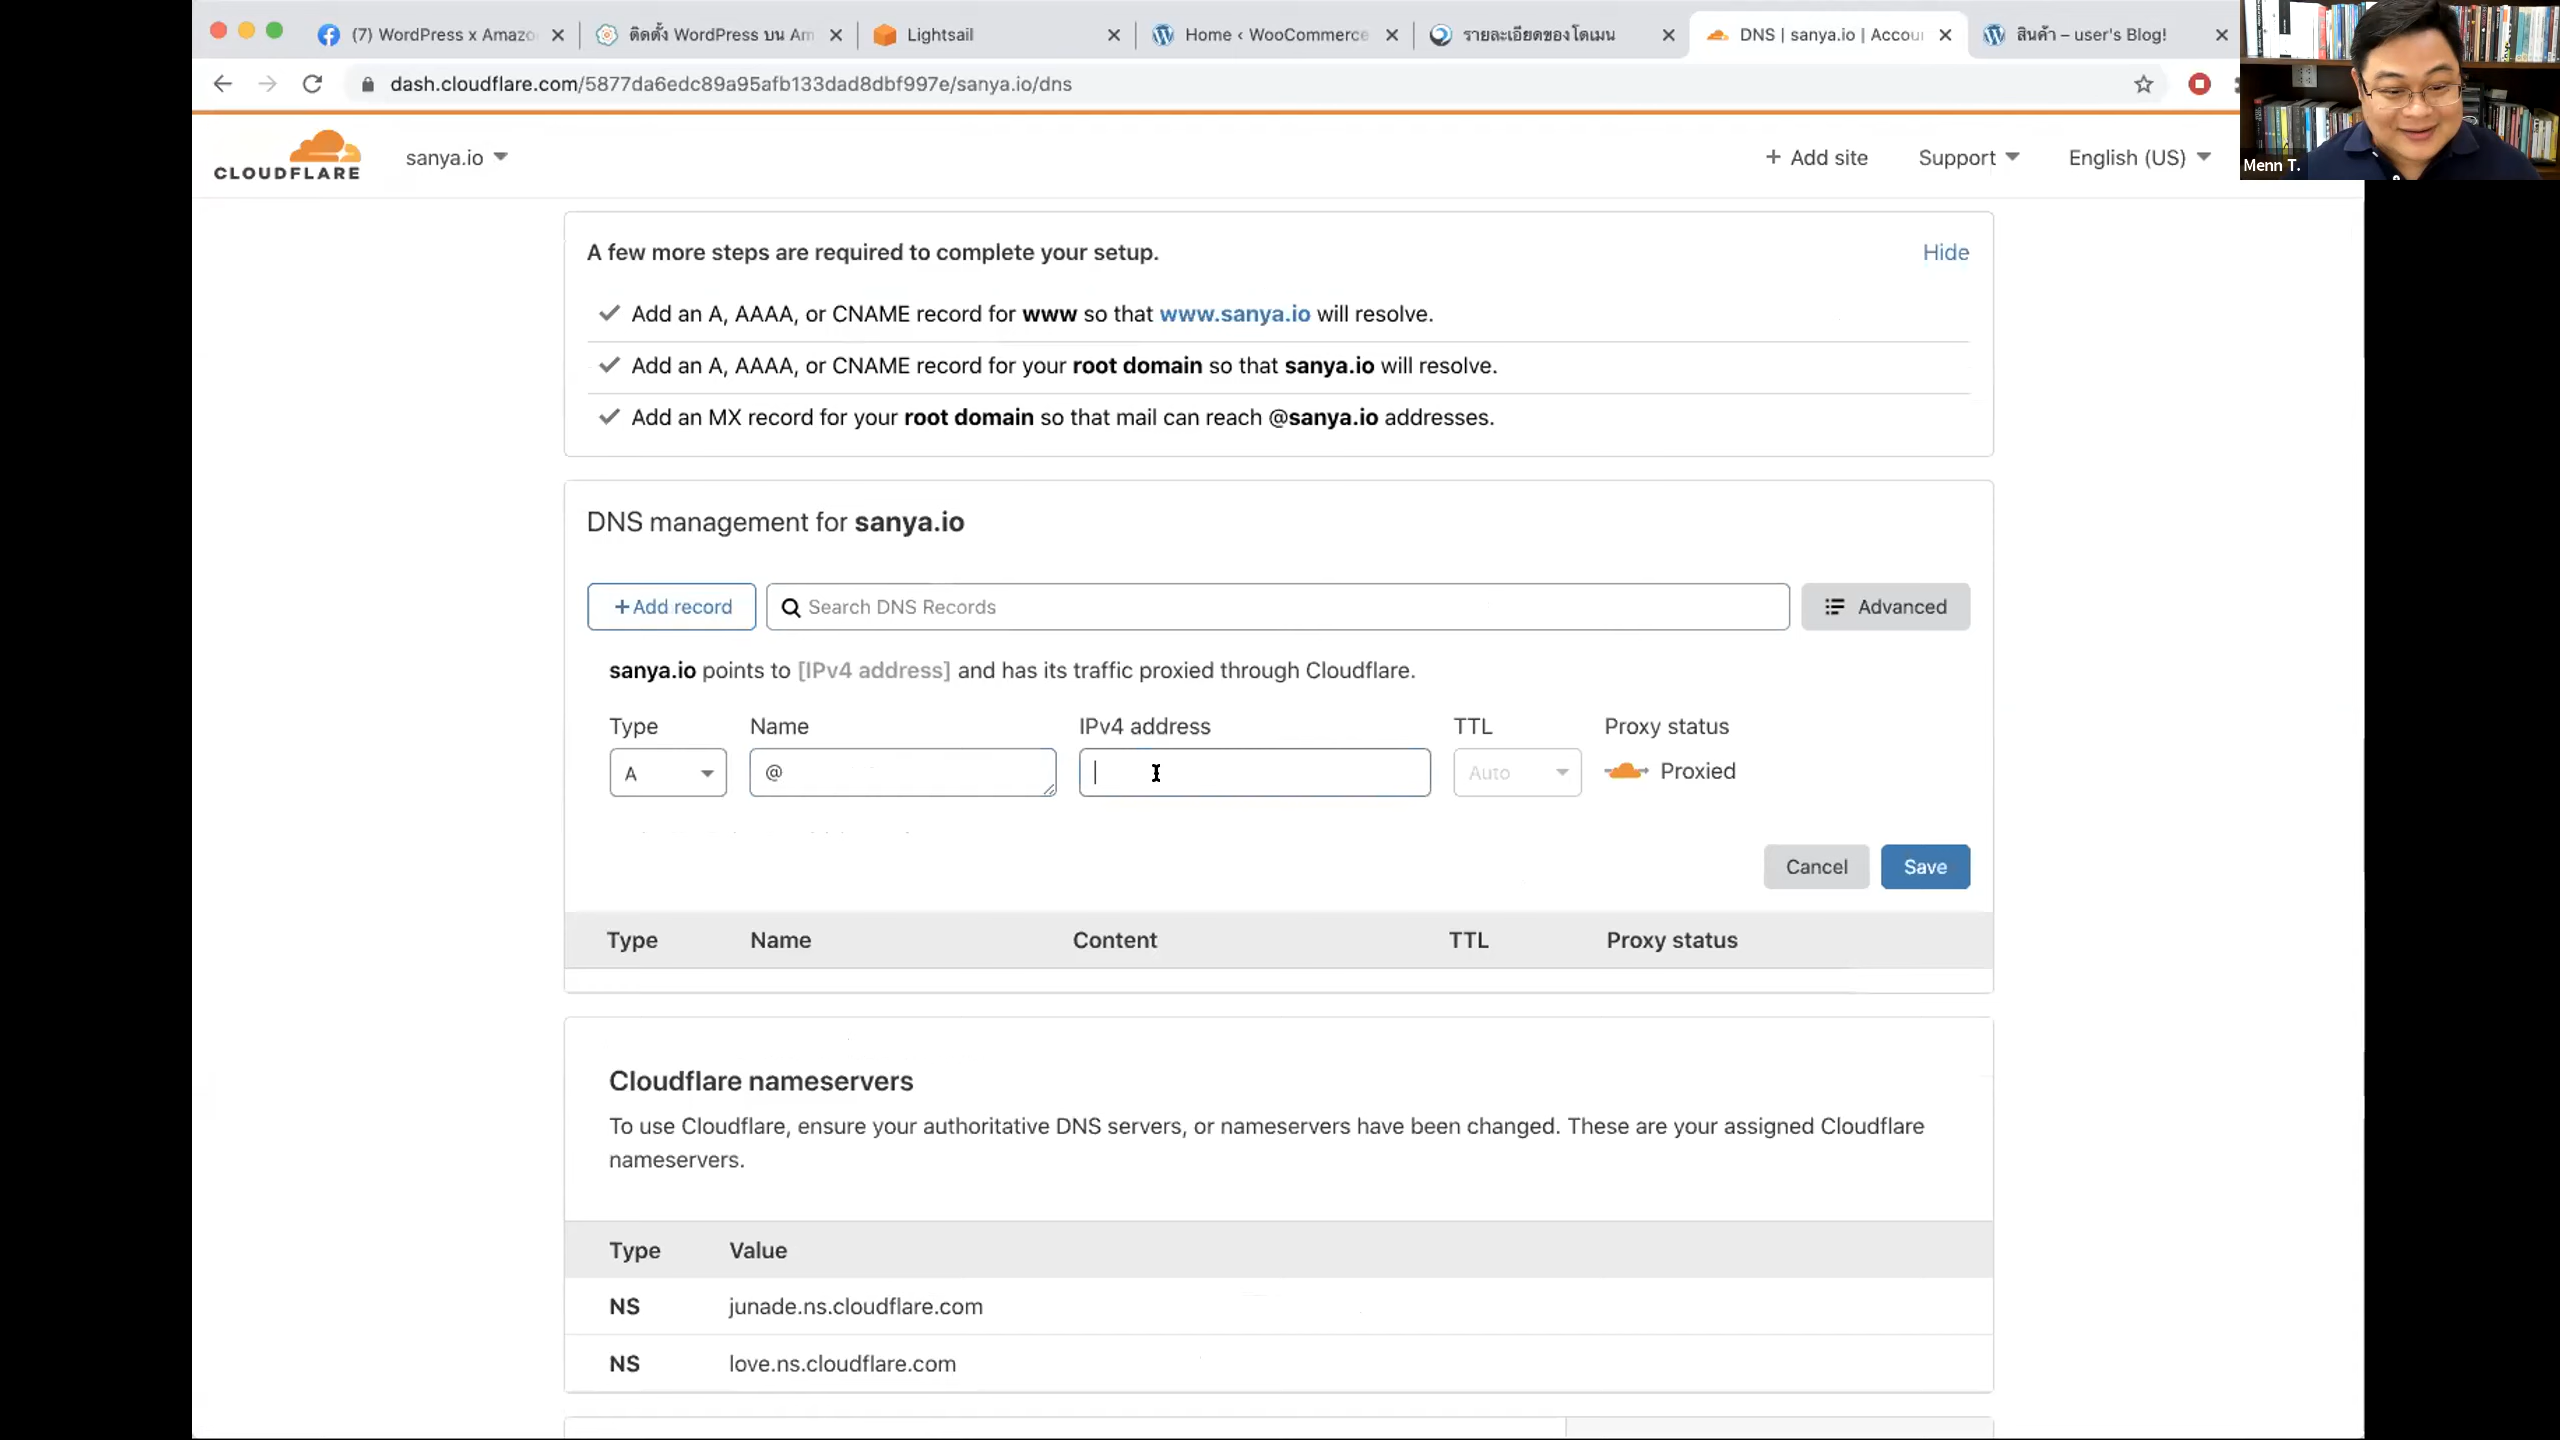 (7) WordPress x Amazo
ติดตั้ง WordPress บน Am
Lightsail
Home ‹ WooCommerce
รายละเอียดของโดเมน
DNS | sanya.io | Accou
สินค้า – user's Blog!
dash.cloudflare.com/5877da6edc89a95afb133dad8dbf997e/sanya.io/dns
Menn T.
CLOUDFLARE
sanya.io
+ Add site
Support
English (US)
A few more steps are required to complete your setup.
Hide
Add an A, AAAA, or CNAME record for www so that www.sanya.io will resolve.
Add an A, AAAA, or CNAME record for your root domain so that sanya.io will resolve.
Add an MX record for your root domain so that mail can reach @sanya.io addresses.
DNS management for sanya.io
+Add record
Search DNS Records
Advanced
sanya.io points to [IPv4 address] and has its traffic proxied through Cloudflare.
Type Name IPv4 address TTL Proxy status
A @ Auto Proxied
Cancel Save
Type Name Content TTL Proxy status
Cloudflare nameservers
To use Cloudflare, ensure your authoritative DNS servers, or nameservers have been changed. These are your assigned Cloudflare
nameservers.
Type Value
NS junade.ns.cloudflare.com
NS love.ns.cloudflare.com